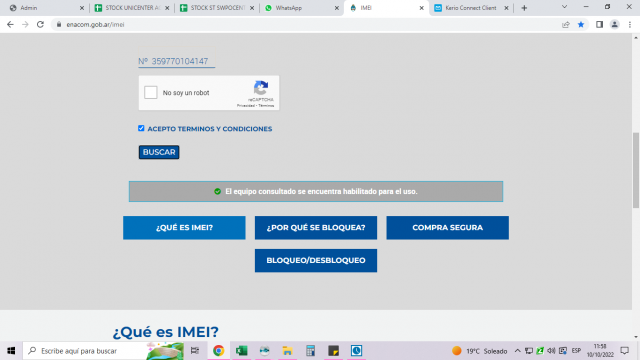 Admin
STOCK UNICENTER A
STOCK ST SWPOCEN
WhatsApp
IMEI
Kerio Connect Client
enacom.gob.ar/imei
Nº 359770104147
No soy un robot
reCAPTCHA
Privacidad - Términos
ACEPTO TERMINOS Y CONDICIONES
BUSCAR
El equipo consultado se encuentra habilitado para el uso.
¿QUÉ ES IMEI?
¿POR QUÉ SE BLOQUEA?
COMPRA SEGURA
BLOQUEO/DESBLOQUEO
¿Qué es IMEI?
Escribe aquí para buscar
19°C Soleado
ESP
11:58
10/10/2022